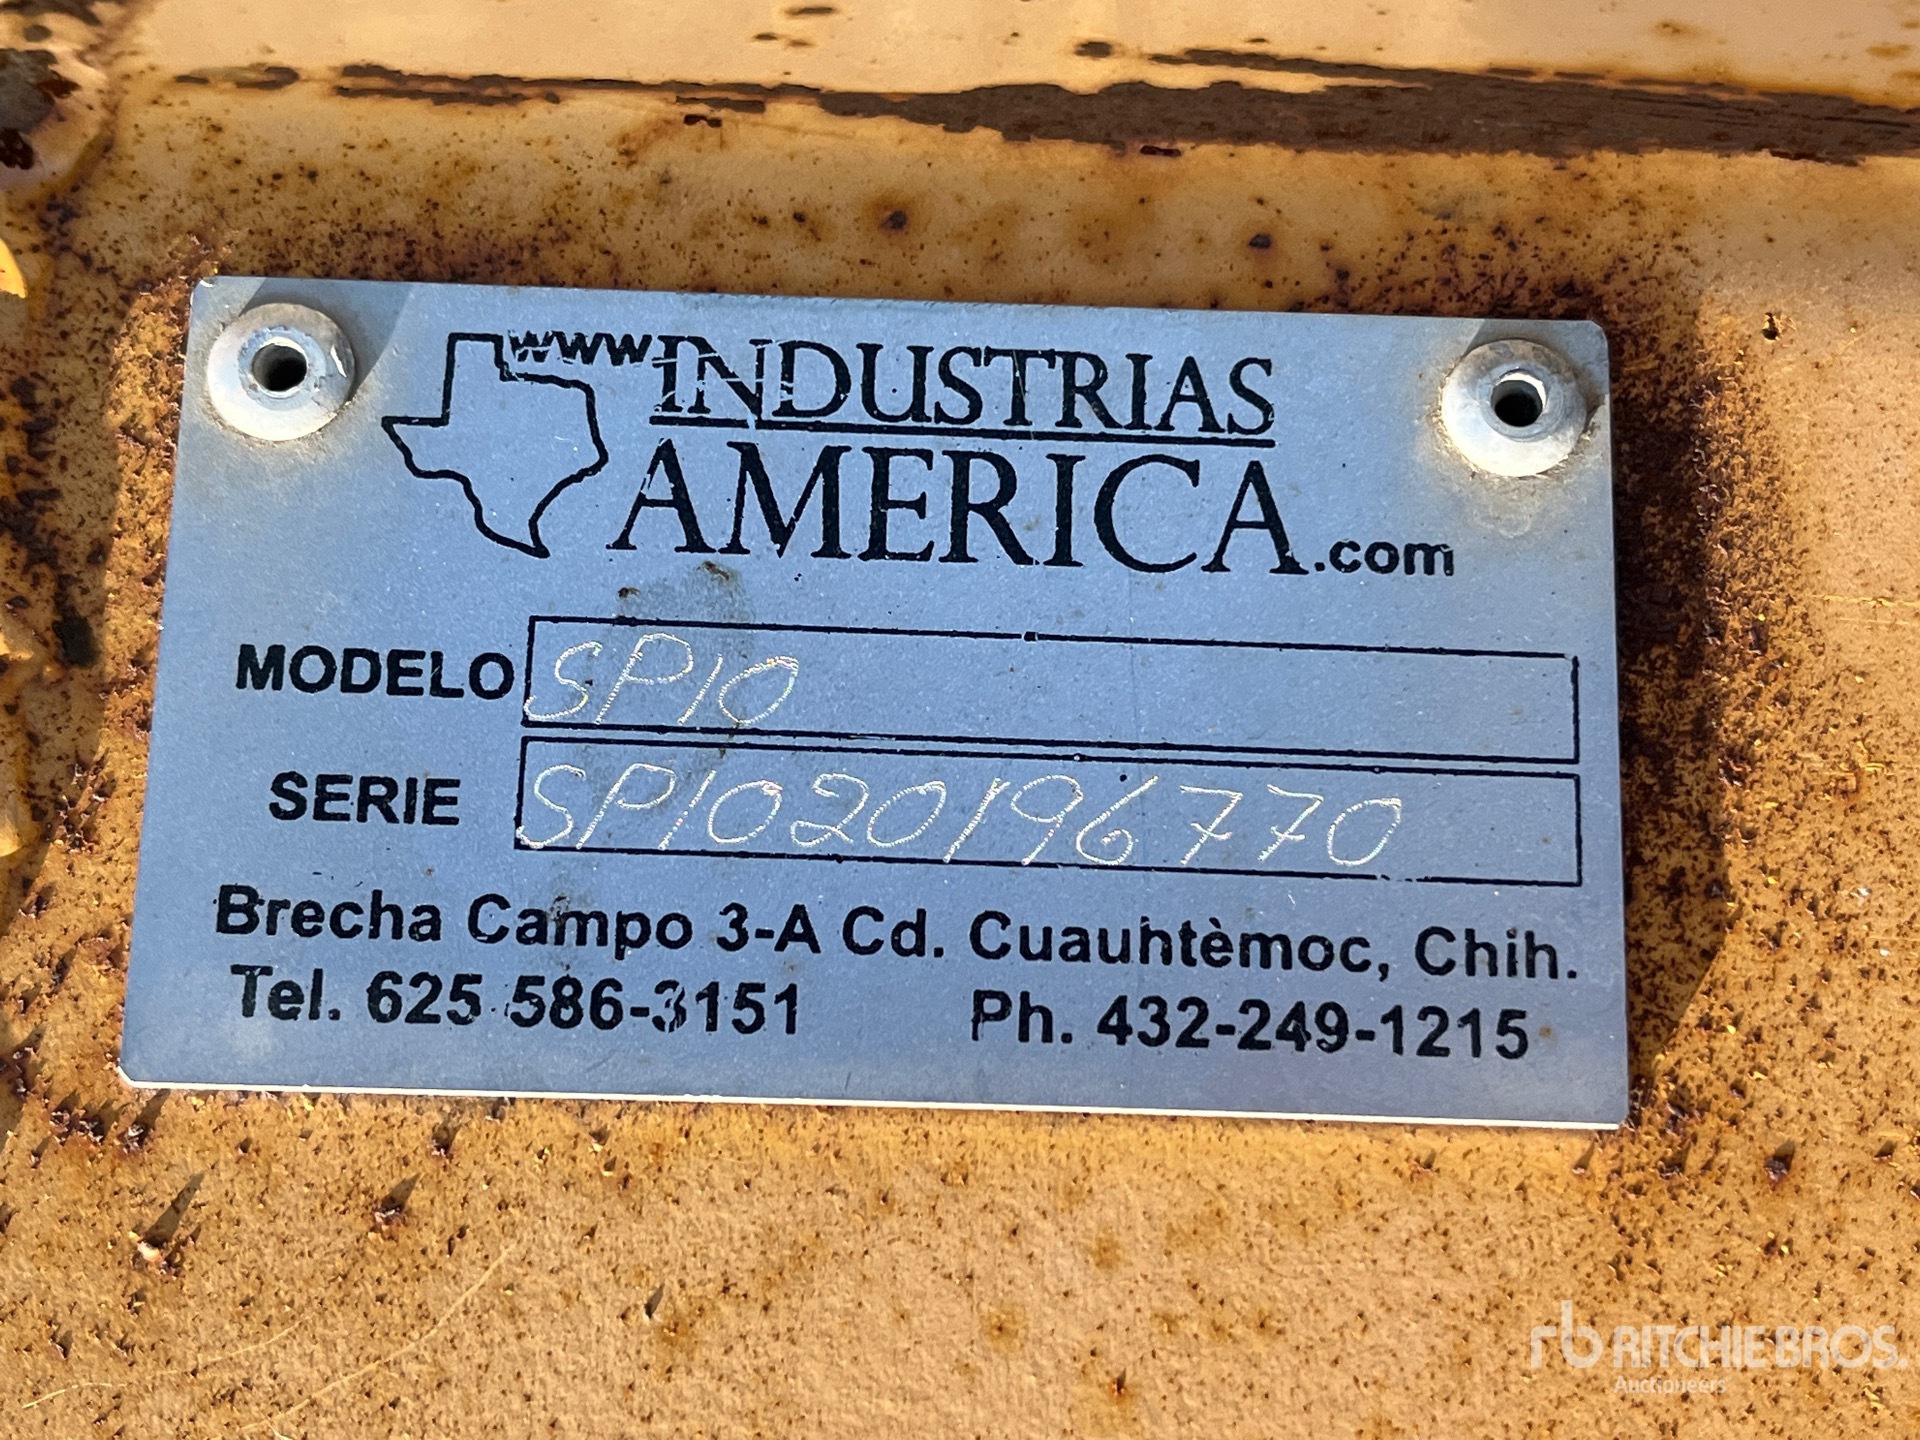 www INDUSTRIAS
AMERICA.com
MODELO SP10
SERIE SP1020196770
Brecha Campo 3-A Cd. Cuauhtèmoc, Chih.
Tel. 625 586-3151 Ph. 432-249-1215
rb RITCHIE BROS.
Auctioneers